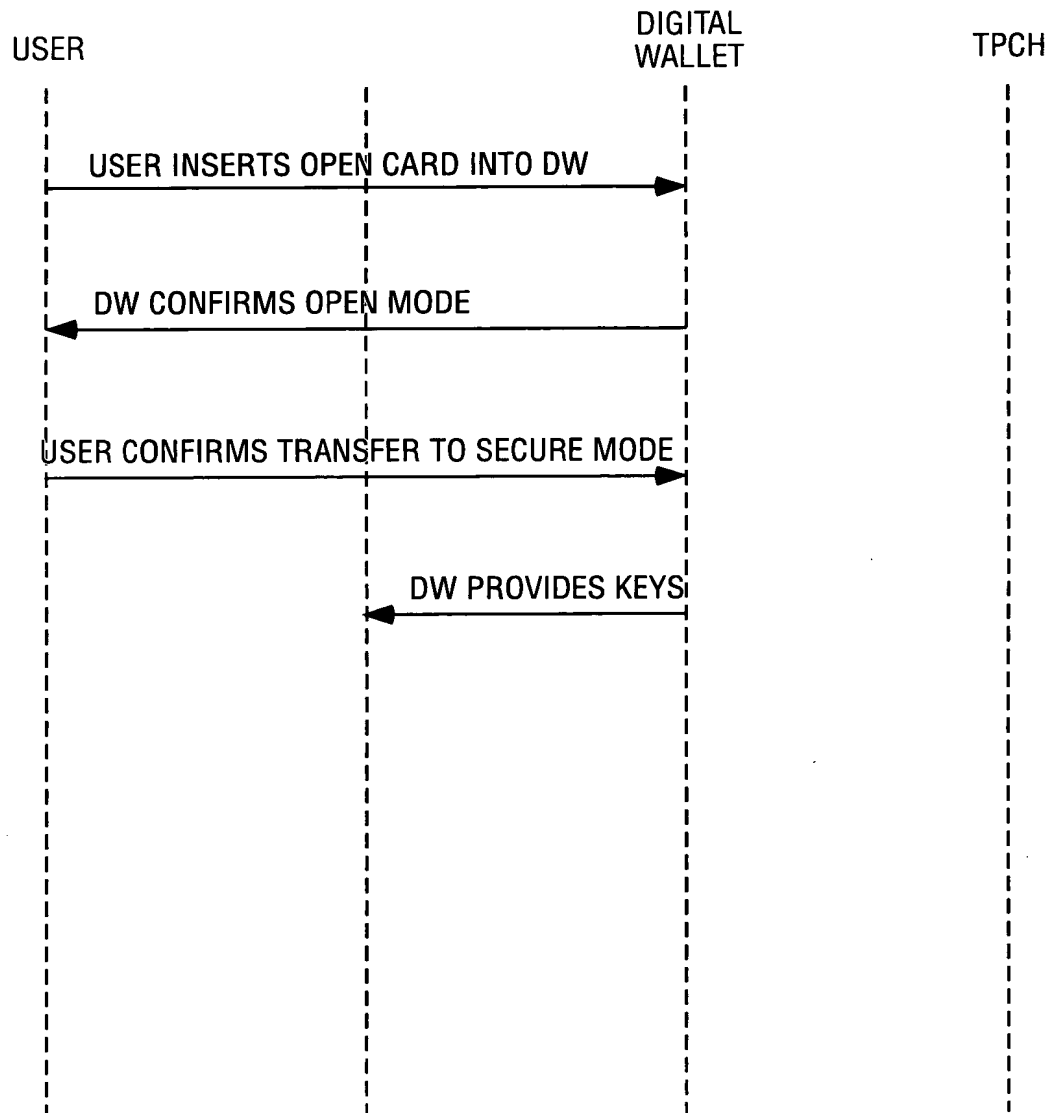 USER
DIGITAL
WALLET
TPCH
USER INSERTS OPEN CARD INTO DW
DW CONFIRMS OPEN MODE
USER CONFIRMS TRANSFER TO SECURE MODE
DW PROVIDES KEYS